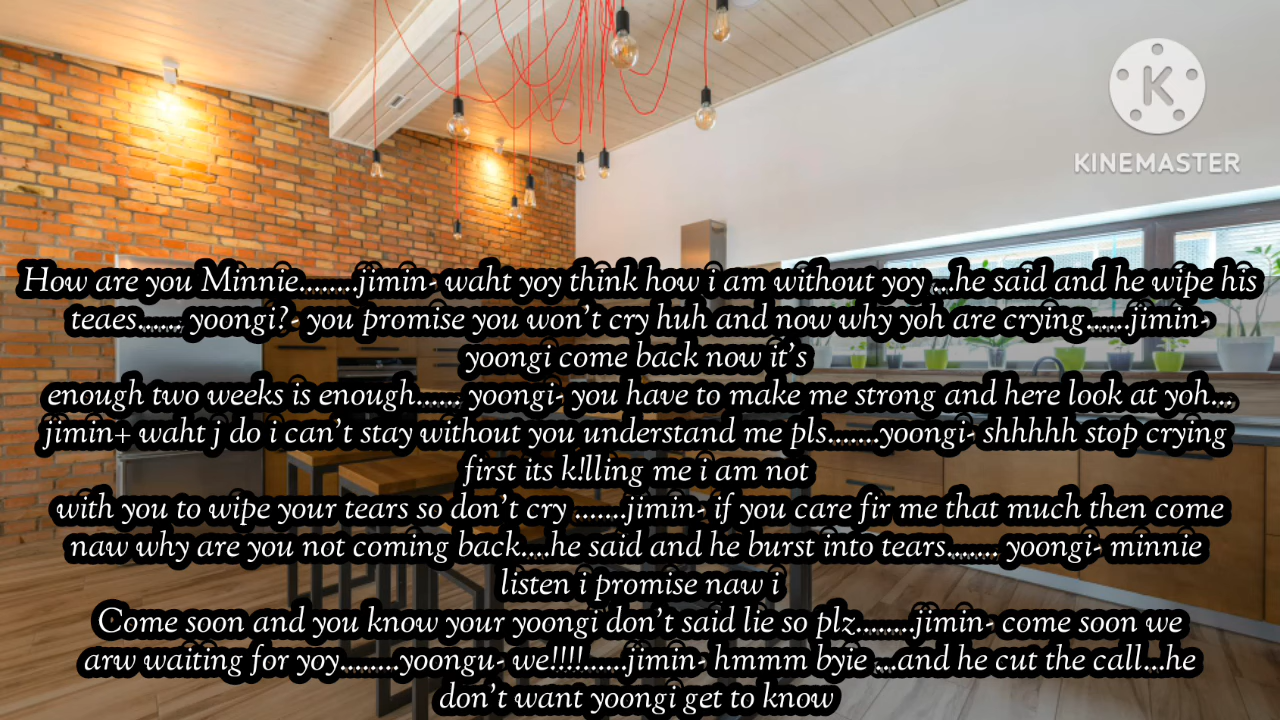 KINEMASTER
How are you Minnie........jimin- waht yoy think how i am without yoy ...he said and he wipe his
teaes....... yoongi?- you promise you won't cry huh and now why yoh are crying.......jimin-
yoongi come back now it's
enough two weeks is enough....... yoongi- you have to make me strong and here look at yoh...
jimin+ waht j do i can't stay without you understand me pls.......yoongi- shhhhh stop crying
first its k!lling me i am not
with you to wipe your tears so don't cry .......jimin- if you care fir me that much then come
naw why are you not coming back....he said and he burst into tears........ yoongi- minnie
listen i promise naw i
Come soon and you know your yoongi don't said lie so plz.........jimin- come soon we
arw waiting for yoy........yoongu- we!!!!......jimin- hmmm byie ...and he cut the call...he
don't want yoongi get to know